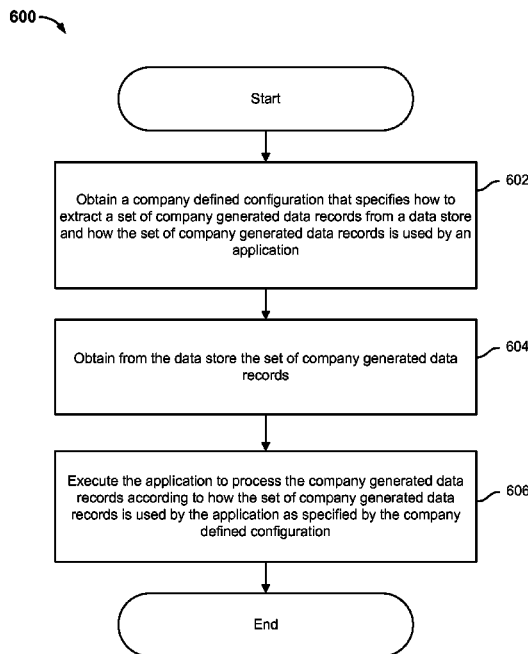 600
Start
602
Obtain a company defined configuration that specifies how to
extract a set of company generated data records from a data store
and how the set of company generated data records is used by an
application
604
Obtain from the data store the set of company generated data
records
Execute the application to process the company generated data
records according to how the set of company generated data
records is used by the application as specified by the company
defined configuration
606
End